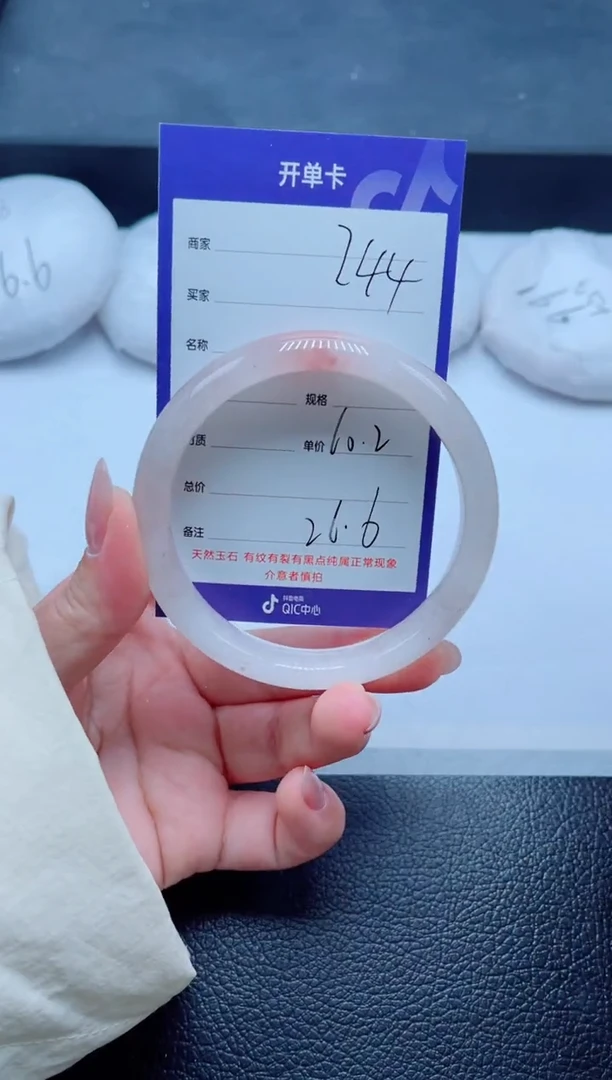 开单卡
商家 244
买家
名称
规格
质 单价 60.2
总价
备注 26.6
天然玉石 有纹有裂有黑点纯属正常现象
介意者慎拍
抖音电商
QIC中心
6.6